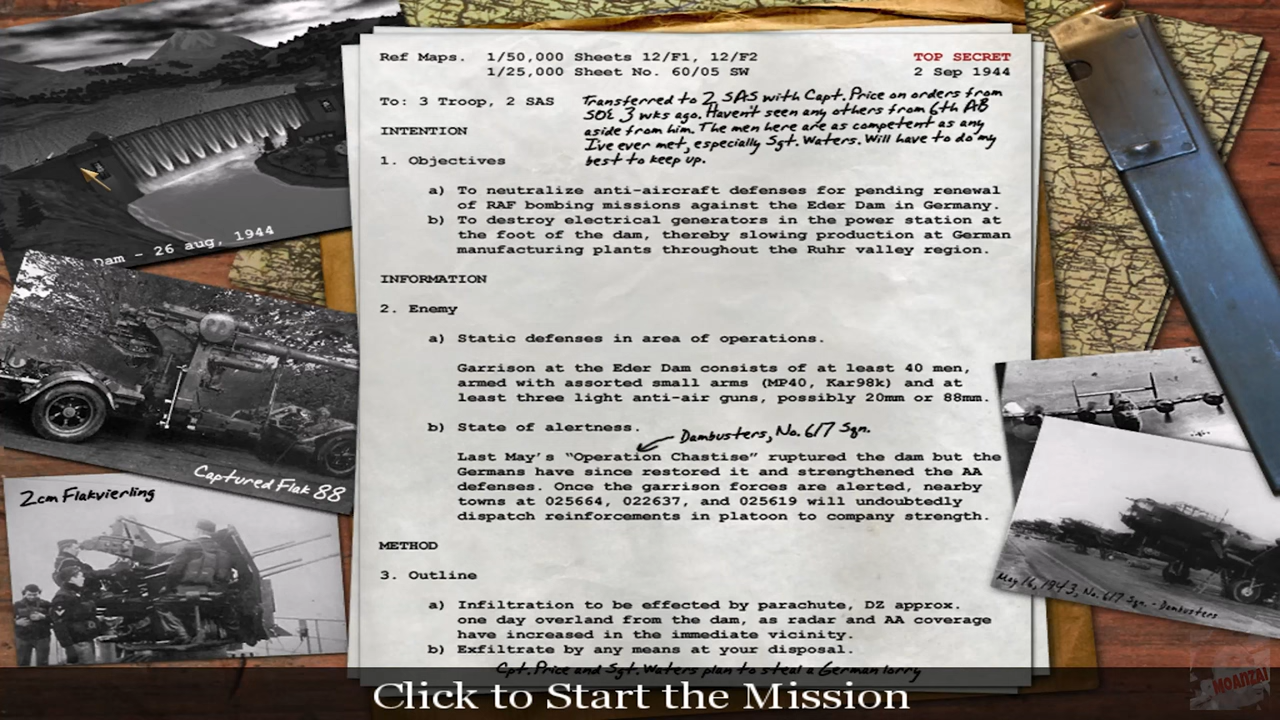 Ref Maps. 1/50,000 Sheets 12/F1, 12/F2
1/25,000 Sheet No. 60/05 SW
TOP SECRET
2 Sep 1944
To: 3 Troop, 2 SAS
Transferred to 2 SAS with Capt. Price on orders from
SOE 3 wks ago. Haven't seen any others from 6th AB
aside from him. The men here are as competent as any
I've ever met, especially Sgt. Waters. Will have to do my
best to keep up.
INTENTION
1. Objectives
a) To neutralize anti-aircraft defenses for pending renewal
of RAF bombing missions against the Eder Dam in Germany.
b) To destroy electrical generators in the power station at
the foot of the dam, thereby slowing production at German
manufacturing plants throughout the Ruhr valley region.
INFORMATION
2. Enemy
a) Static defenses in area of operations.
Garrison at the Eder Dam consists of at least 40 men,
armed with assorted small arms (MP40, Kar98k) and at
least three light anti-air guns, possibly 20mm or 88mm.
b) State of alertness.
Dambusters, No. 617 Sqn.
Last May's "Operation Chastise" ruptured the dam but the
Germans have since restored it and strengthened the AA
defenses. Once the garrison forces are alerted, nearby
towns at 025664, 022637, and 025619 will undoubtedly
dispatch reinforcements in platoon to company strength.
METHOD
3. Outline
a) Infiltration to be effected by parachute, DZ approx.
one day overland from the dam, as radar and AA coverage
have increased in the immediate vicinity.
b) Exfiltrate by any means at your disposal.
Cpt. Price and Sgt. Waters plan to steal a German lorry
Dam - 26 aug, 1944
Captured Flak 88
2cm Flakvierling
May 16, 1943, No. 617 Sqn. - Dambusters
Click to Start the Mission
MOANZA!